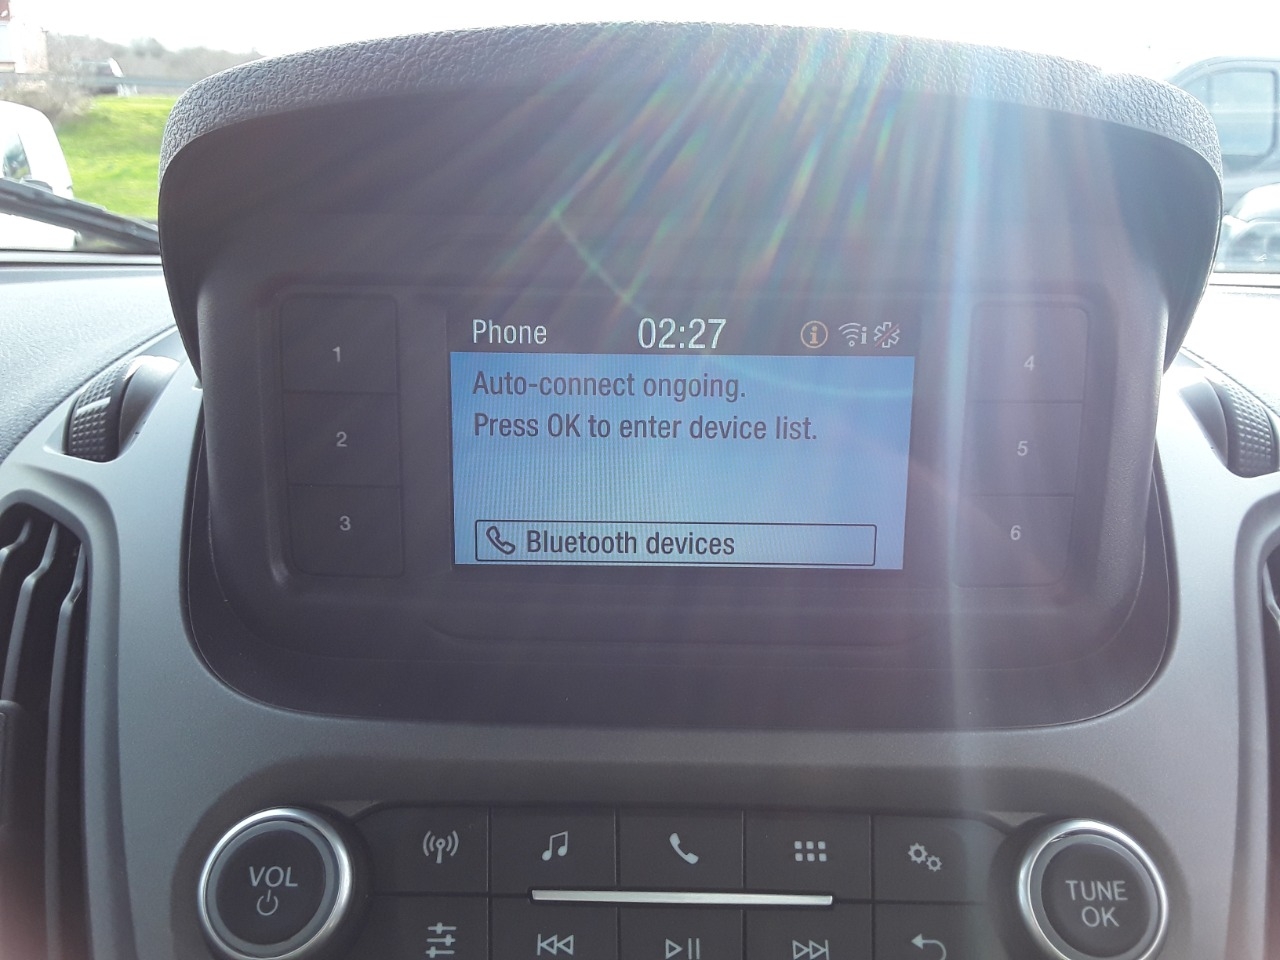 Phone 02:27
Auto-connect ongoing.
Press OK to enter device list.
Bluetooth devices
1
2
3
4
5
6
VOL
TUNE
OK